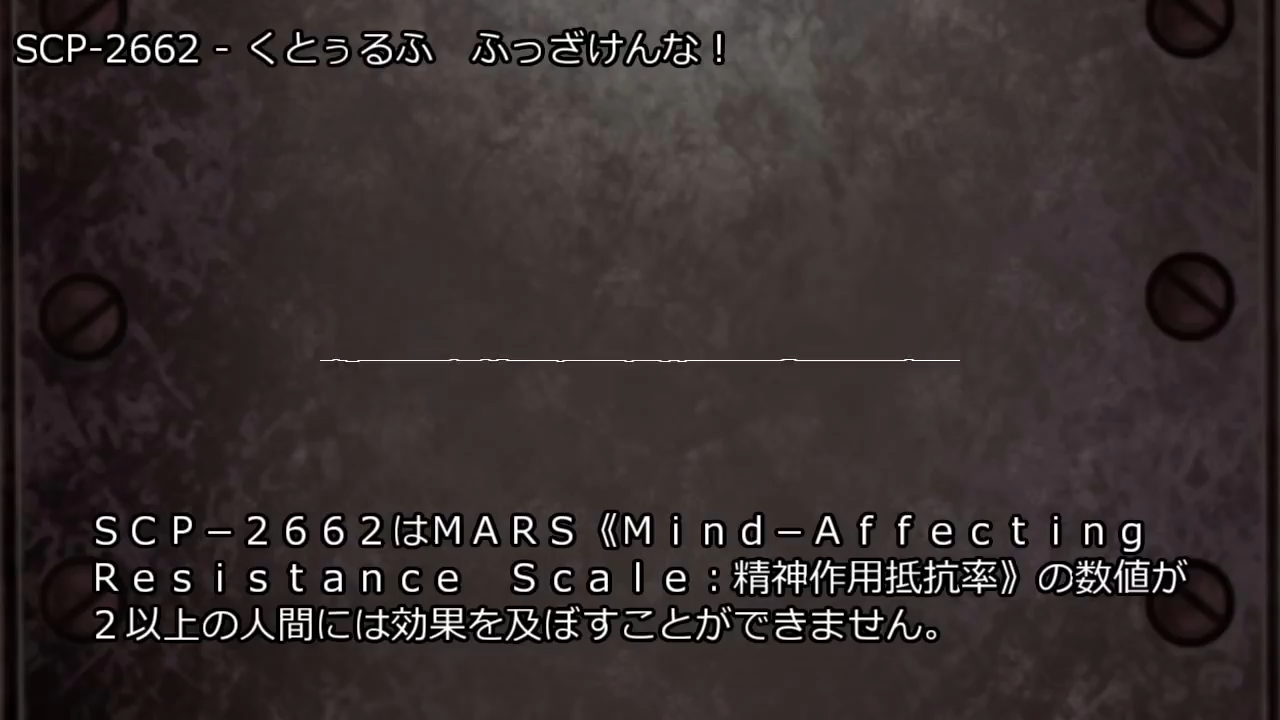 SCP-2662 - くとぅるふ　ふっざけんな！
ＳＣＰ－２６６２はＭＡＲＳ《Ｍｉｎｄ－Ａｆｆｅｃｔｉｎｇ
Ｒｅｓｉｓｔａｎｃｅ　Ｓｃａｌｅ：精神作用抵抗率》の数値が
２以上の人間には効果を及ぼすことができません。